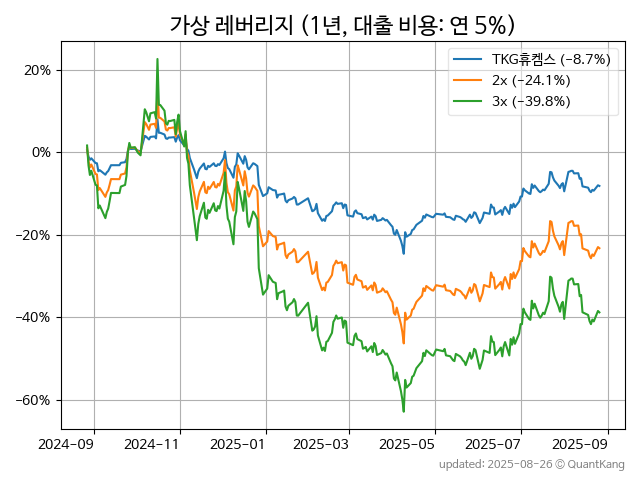 가상 레버리지 (1년, 대출 비용: 연 5%)
TKG휴켐스 (−8.7%)
2x (−24.1%)
3x (−39.8%)
20%
0%
−20%
−40%
−60%
2024-09 2024-11 2025-01 2025-03 2025-05 2025-07 2025-09
updated: 2025-08-26 © QuantKang